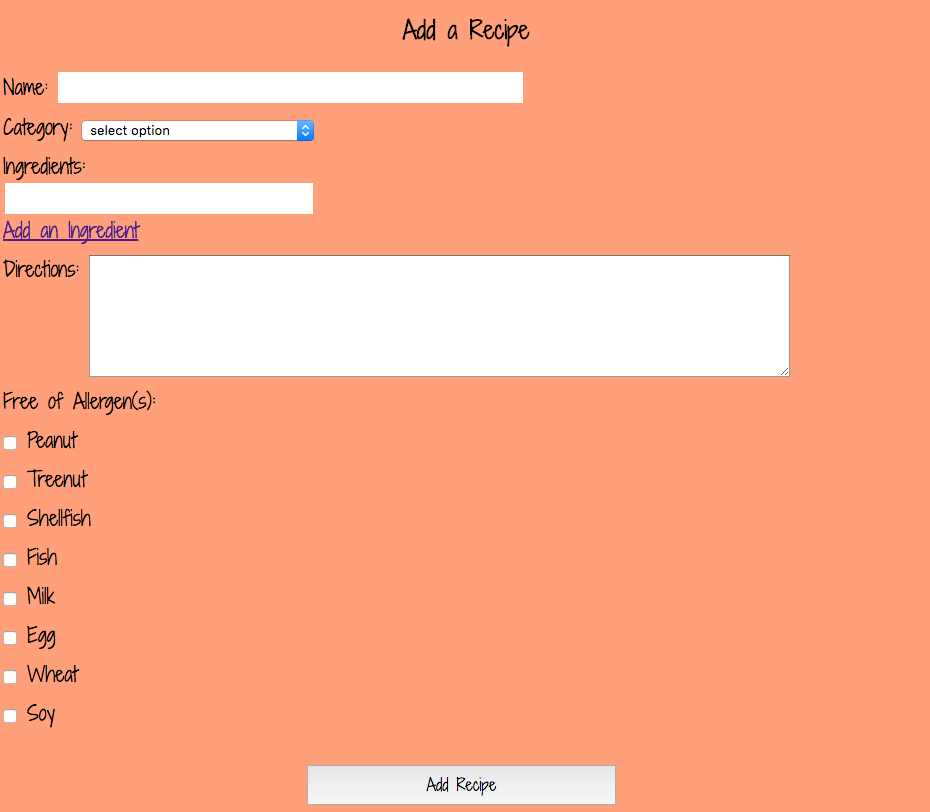 Add a Recipe
Name:
Category: select option
Ingredients:
Add an Ingredient
Directions:
Free of Allergen(s):
Peanut
Treenut
Shellfish
Fish
Milk
Egg
Wheat
Soy
Add Recipe